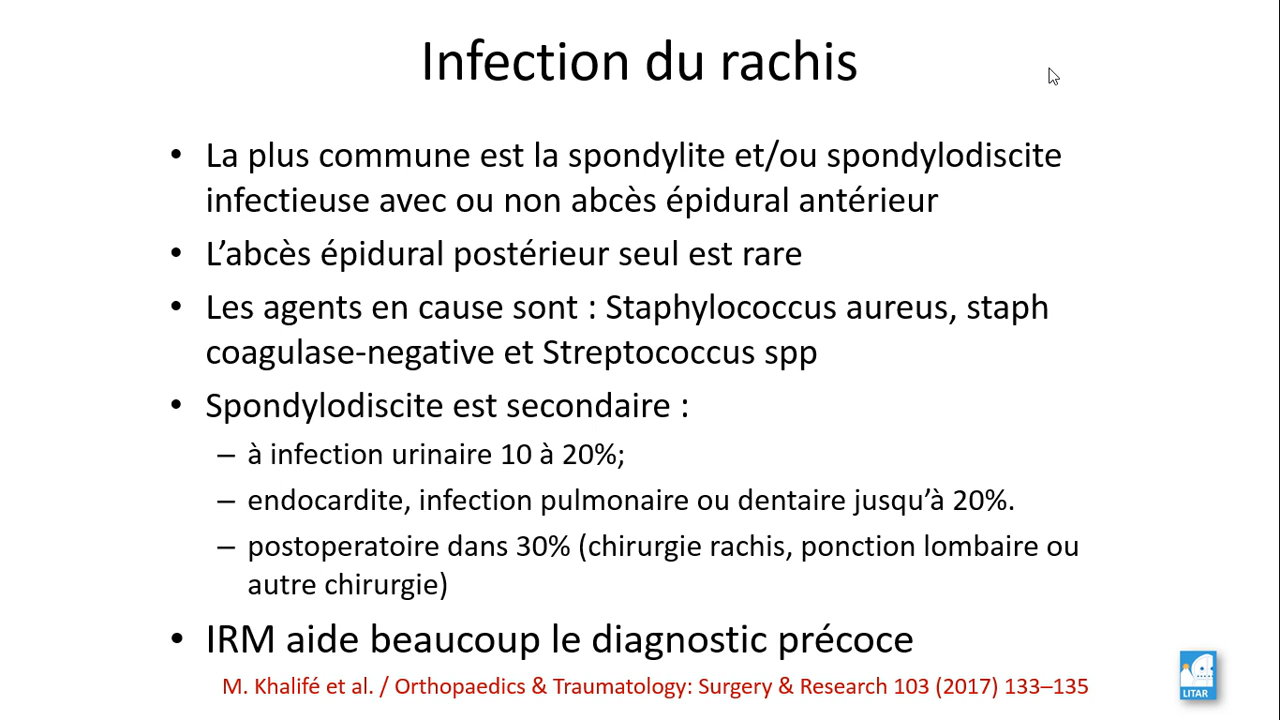 Infection du rachis
• La plus commune est la spondylite et/ou spondylodiscite
infectieuse avec ou non abcès épidural antérieur
• L’abcès épidural postérieur seul est rare
• Les agents en cause sont : Staphylococcus aureus, staph
coagulase-negative et Streptococcus spp
• Spondylodiscite est secondaire :
– à infection urinaire 10 à 20%;
– endocardite, infection pulmonaire ou dentaire jusqu’à 20%.
– postoperatoire dans 30% (chirurgie rachis, ponction lombaire ou
autre chirurgie)
• IRM aide beaucoup le diagnostic précoce
M. Khalifé et al. / Orthopaedics & Traumatology: Surgery & Research 103 (2017) 133–135
LITAR